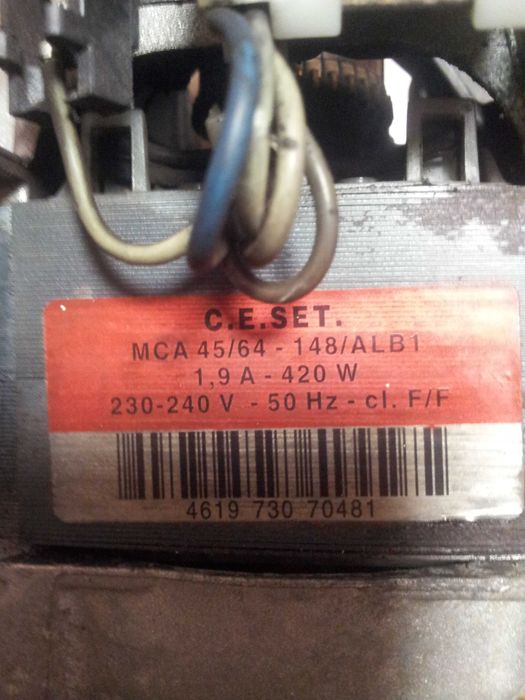 C.E.SET.
MCA 45/64 - 148/ALB1
1,9 A - 420 W
230-240 V - 50 Hz - cl. F/F
4619 730 70481